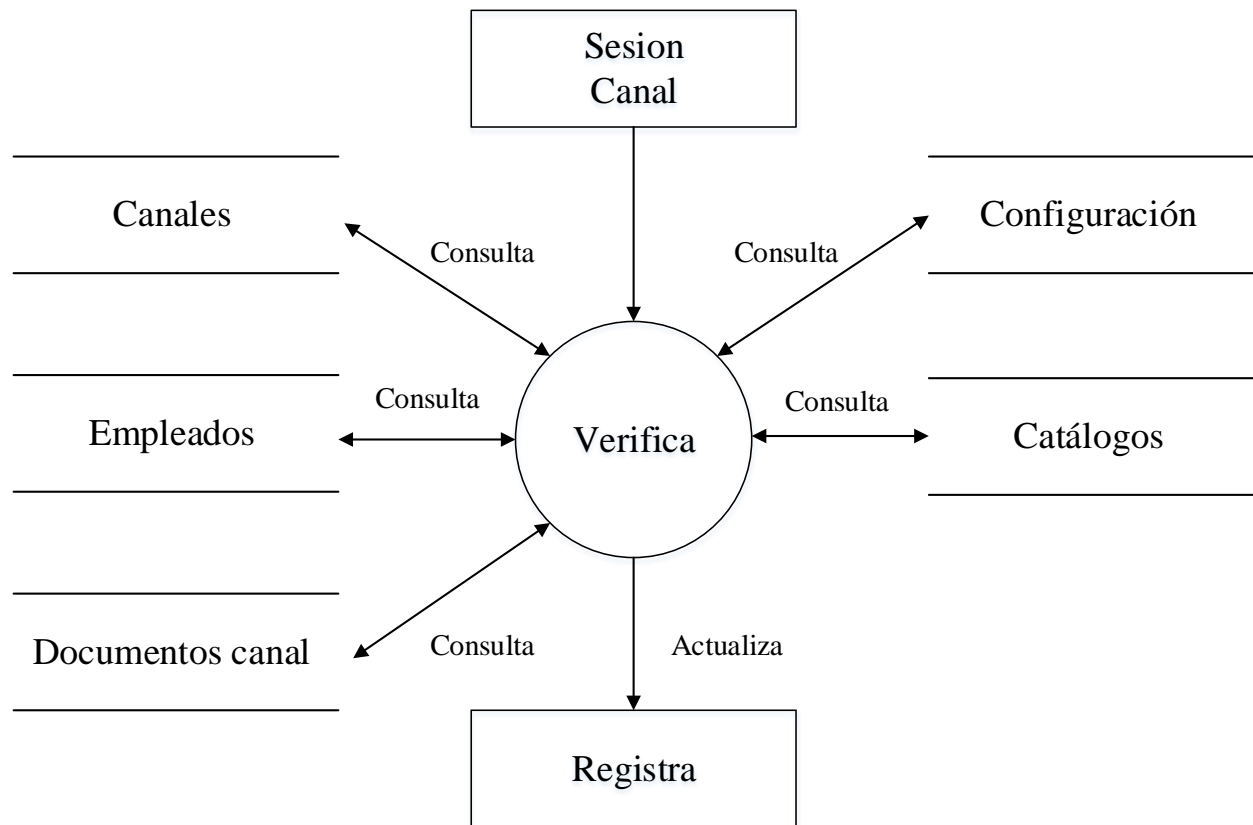 Sesion
Canal
Canales
Configuración
Consulta
Consulta
Empleados
Consulta
Verifica
Consulta
Catálogos
Documentos canal
Consulta
Actualiza
Registra